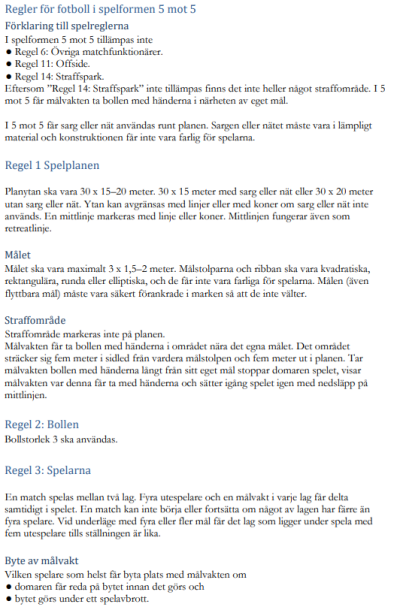 Regler för fotboll i spelformen 5 mot 5
Förklaring till spelreglerna
I spelformen 5 mot 5 tillämpas inte
● Regel 6: Övriga matchfunktionärer.
● Regel 11: Offside.
● Regel 14: Straffspark.
Eftersom ”Regel 14: Straffspark” inte tillämpas finns det inte heller något straffområde. I 5
mot 5 får målvakten ta bollen med händerna i närheten av eget mål.
I 5 mot 5 får sarg eller nät användas runt planen. Sargen eller nätet måste vara i lämpligt
material och konstruktionen får inte vara farlig för spelarna.
Regel 1 Spelplanen
Planytan ska vara 30 x 15–20 meter. 30 x 15 meter med sarg eller nät eller 30 x 20 meter
utan sarg eller nät. Ytan kan avgränsas med linjer eller med koner om sarg eller nät inte
används. En mittlinje markeras med linje eller koner. Mittlinjen fungerar även som
retreatlinje.
Målet
Målet ska vara maximalt 3 x 1,5–2 meter. Målstolparna och ribban ska vara kvadratiska,
rektangulära, runda eller elliptiska, och de får inte vara farliga för spelarna. Målen (även
flyttbara mål) måste vara säkert förankrade i marken så att de inte välter.
Straffområde
Straffområde markeras inte på planen.
Målvakten får ta bollen med händerna i området nära det egna målet. Det området
sträcker sig fem meter i sidled från vardera målstolpen och fem meter ut i planen. Tar
målvakten bollen med händerna långt från sitt eget mål stoppar domaren spelet, visar
målvakten var denna får ta med händerna och sätter igång spelet igen med nedsläpp på
mittlinjen.
Regel 2: Bollen
Bollstorlek 3 ska användas.
Regel 3: Spelarna
En match spelas mellan två lag. Fyra utespelare och en målvakt i varje lag får delta
samtidigt i spelet. En match kan inte börja eller fortsätta om något av lagen har färre än
fyra spelare. Vid underläge med fyra eller fler mål får det lag som ligger under spela med
fem utespelare tills ställningen är lika.
Byte av målvakt
Vilken spelare som helst får byta plats med målvakten om
● domaren får reda på bytet innan det görs och
● bytet görs under ett spelavbrott.